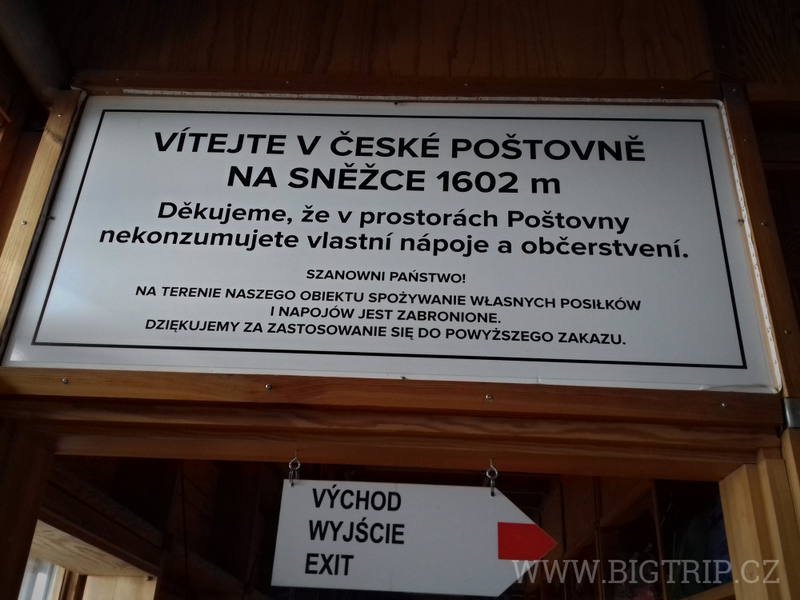 VÍTEJTE V ČESKÉ POŠTOVNĚ
NA SNĚŽCE 1602 m
Děkujeme, že v prostorách Poštovny
nekonzumujete vlastní nápoje a občerstvení.
SZANOWNI PAŃSTWO!
NA TERENIE NASZEGO OBIEKTU SPOŻYWANIE WŁASNYCH POSIŁKÓW
I NAPOJÓW JEST ZABRONIONE.
DZIĘKUJEMY ZA ZASTOSOWANIE SIĘ DO POWYŻSZEGO ZAKAZU.
VÝCHOD
WYJŚCIE
EXIT
WWW.BIGTRIP.CZ